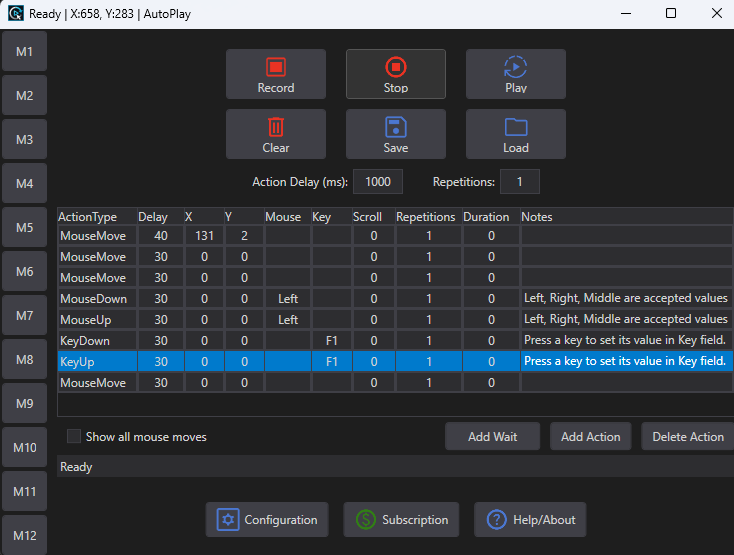 Ready | X:658, Y:283 | AutoPlay
M1
M2
M3
M4
M5
M6
M7
M8
M9
M10
M11
M12
Record Stop Play
Clear Save Load
Action Delay (ms): 1000 Repetitions: 1
ActionType Delay X Y Mouse Key Scroll Repetitions Duration Notes
MouseMove 40 131 2 0 1 0
MouseMove 30 0 0 0 1 0
MouseMove 30 0 0 0 1 0
MouseDown 30 0 0 Left 0 1 0 Left, Right, Middle are accepted values
MouseUp 30 0 0 Left 0 1 0 Left, Right, Middle are accepted values
KeyDown 30 0 0 F1 0 1 0 Press a key to set its value in Key field.
KeyUp 30 0 0 F1 0 1 0 Press a key to set its value in Key field.
MouseMove 30 0 0 0 1 0
Show all mouse moves Add Wait Add Action Delete Action
Ready
Configuration Subscription Help/About